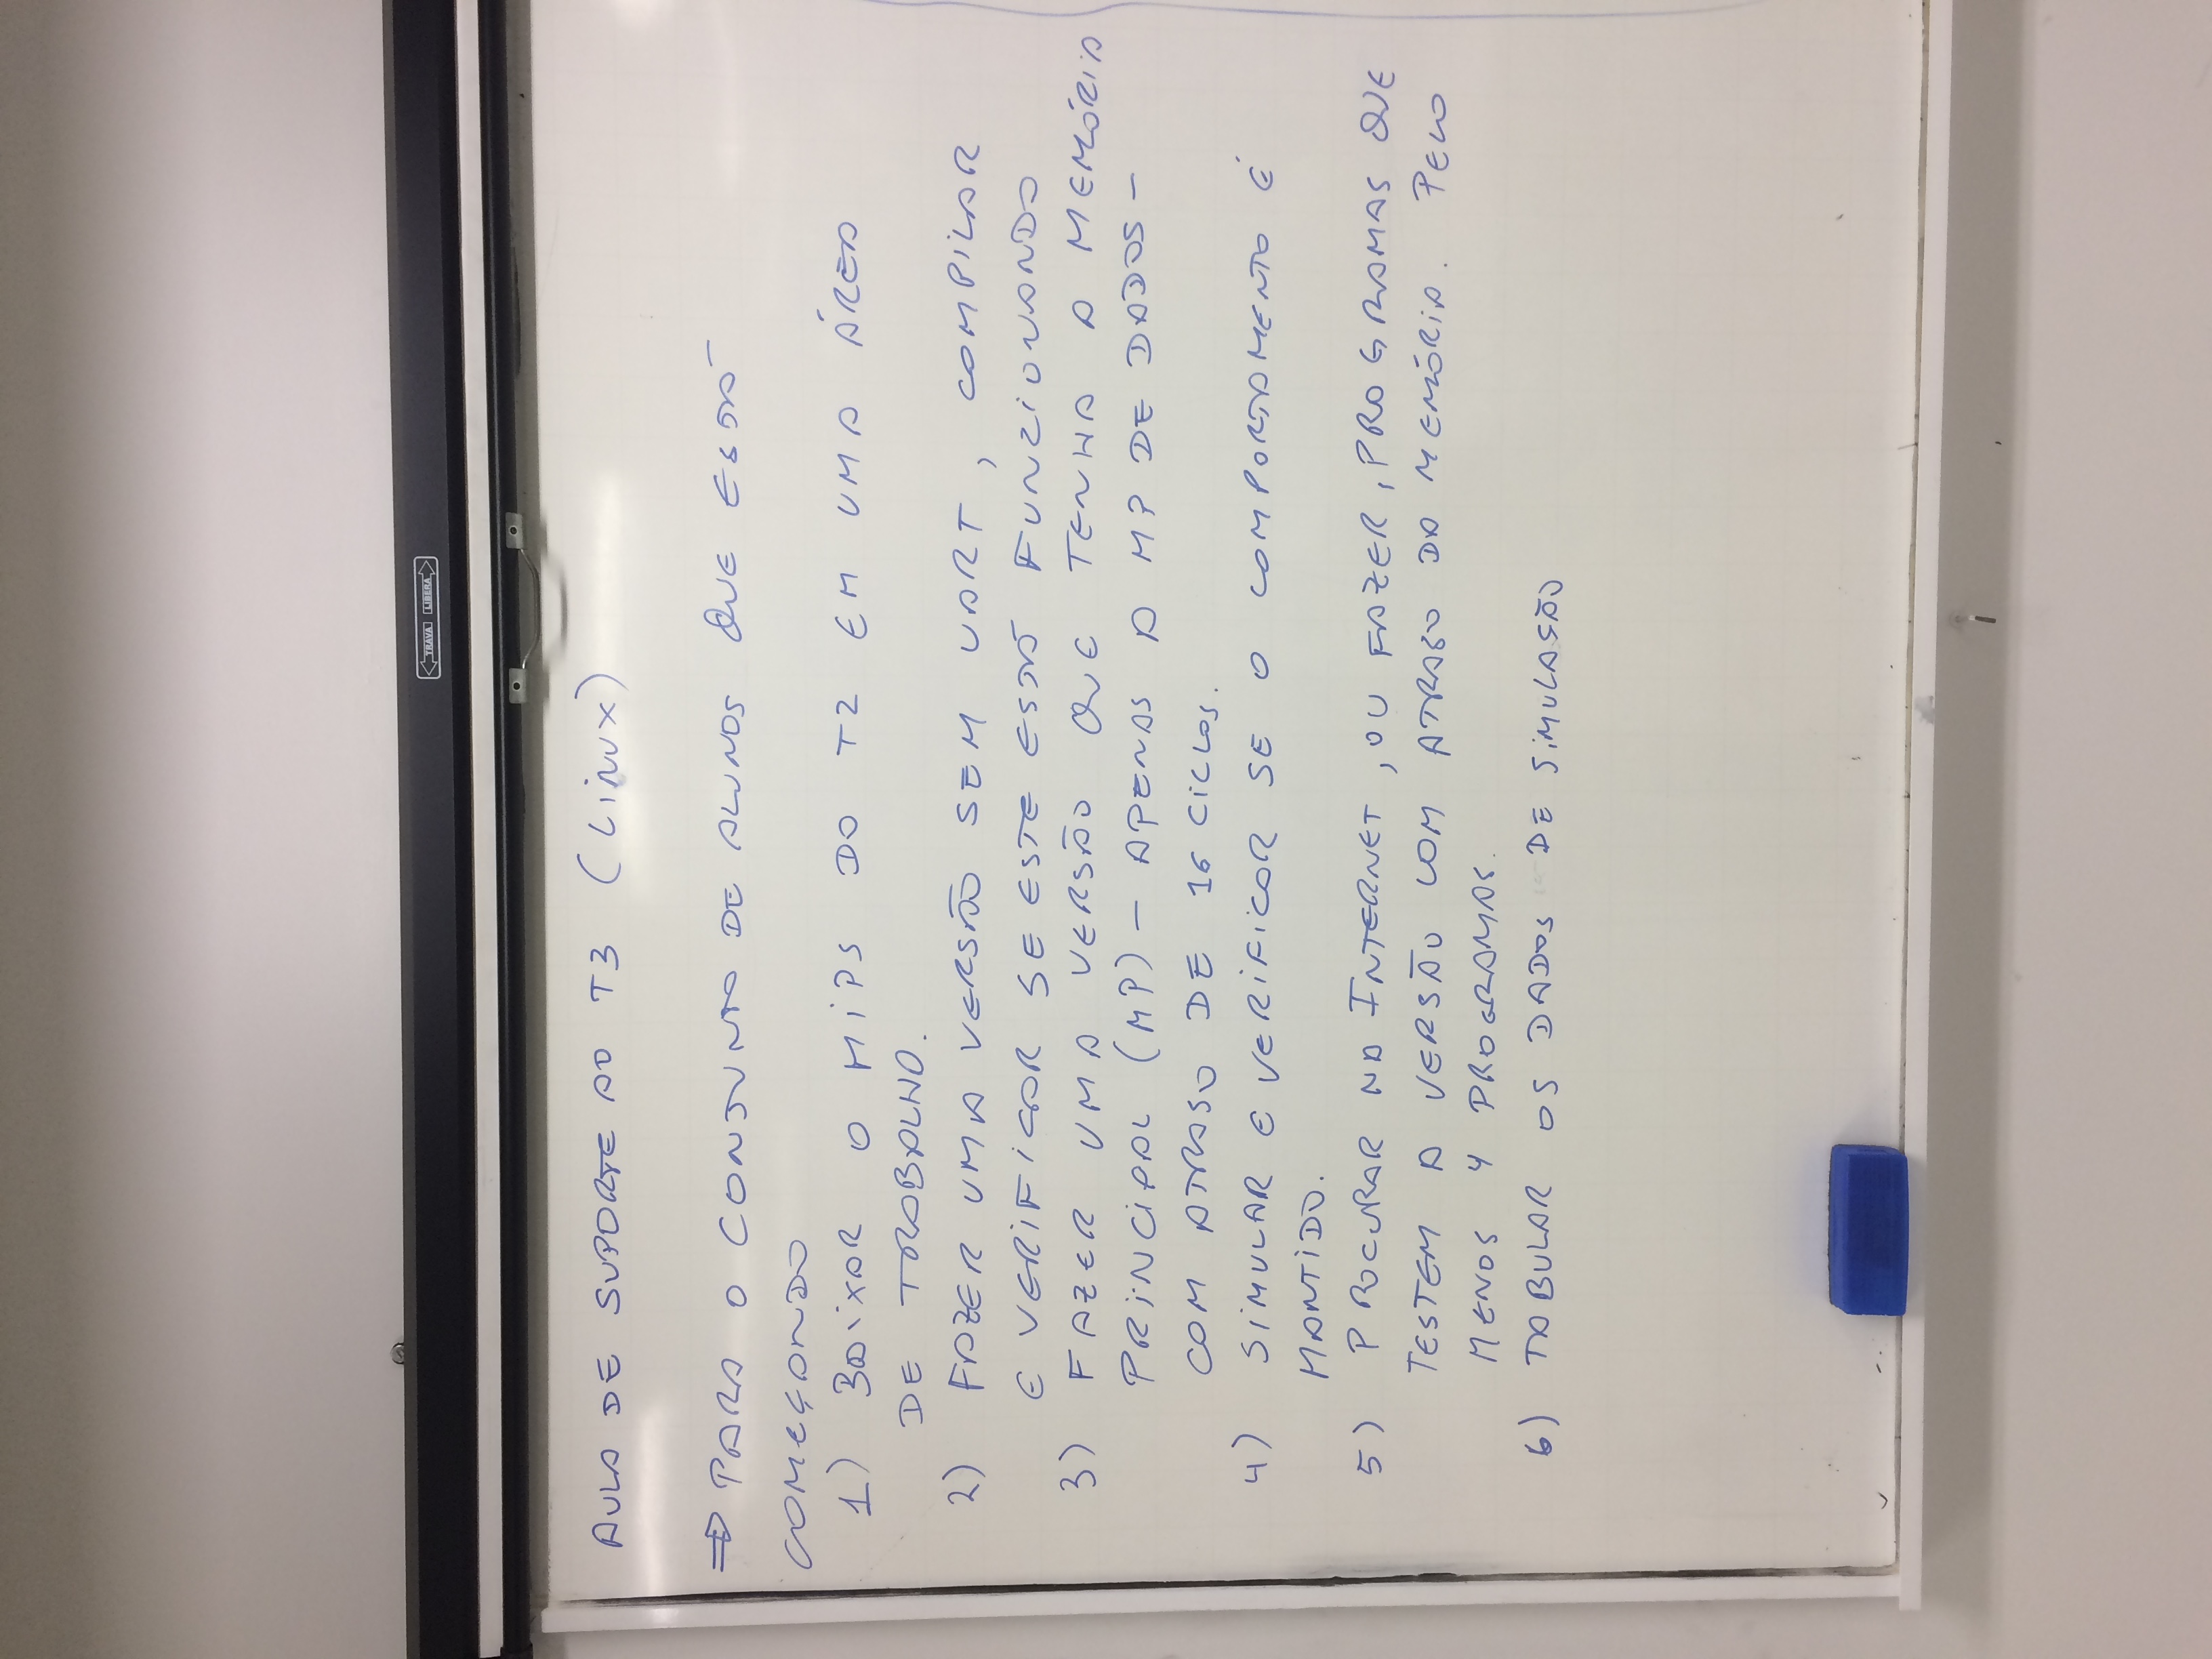 TRAVA LIBERA
AULA DE SUPORTE AO T3 (LINUX)
⇒ PARA O CONJUNTO DE ALUNOS QUE ESTÁ
COMEÇANDO
1) BAIXAR O MIPS DO T2 EM UMA ÁREA
DE TRABALHO.
2) FAZER UMA VERSÃO SEM UART, COMPILAR
E VERIFICAR SE ESTE ESTÁ FUNZIONANDO
3) FAZER UMA VERSÃO QUE TENHA A MEMÓRIA
PRINCIPAL (MP) – APENAS A MP DE DADOS –
COM ATRASO DE 16 CICLOS.
4) SIMULAR E VERIFICAR SE O COMPORTAMENTO É
MANTIDO.
5) PROCURAR NA INTERNET, OU FAZER, PROGRAMAS QUE
TESTEM A VERSÃO COM ATRASO DA MEMÓRIA. PELO
MENOS 4 PROGRAMAS.
6) TABULAR OS DADOS DE SIMULAÇÃO